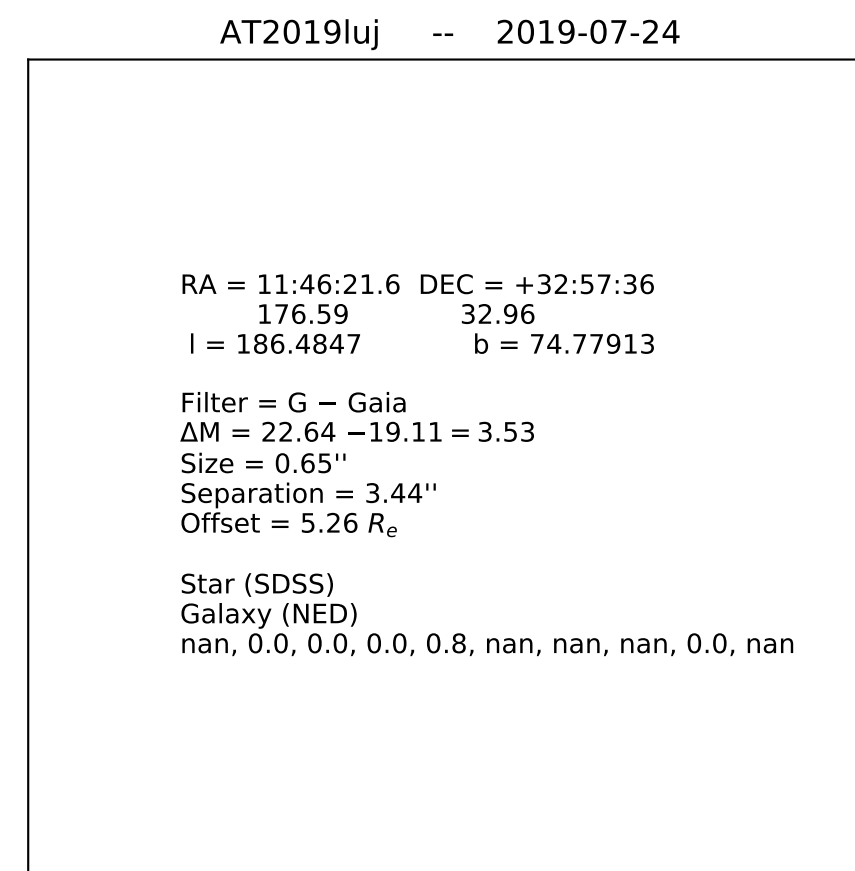 AT2019luj -- 2019-07-24
RA = 11:46:21.6 DEC = +32:57:36
176.59 32.96
l = 186.4847 b = 74.77913
Filter = G − Gaia
ΔM = 22.64 −19.11 = 3.53
Size = 0.65''
Separation = 3.44''
Offset = 5.26 Rₑ
Star (SDSS)
Galaxy (NED)
nan, 0.0, 0.0, 0.0, 0.8, nan, nan, nan, 0.0, nan